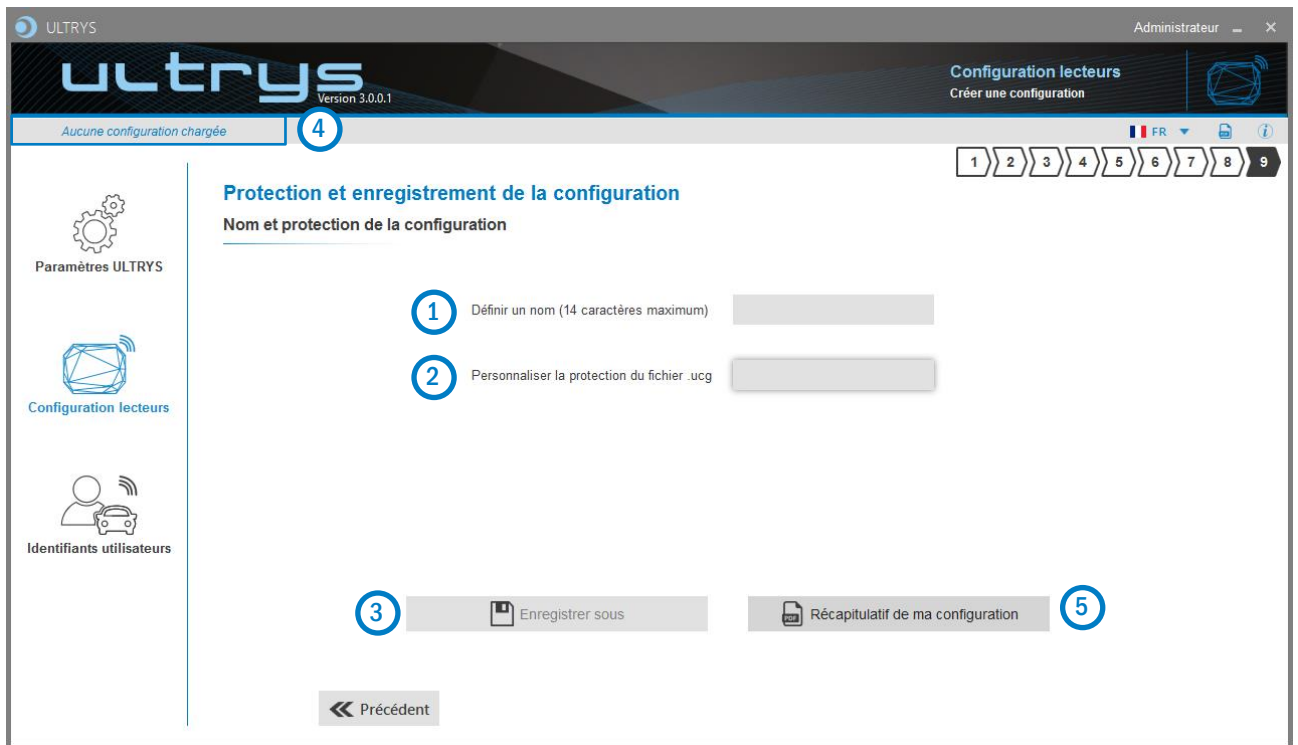 ULTRYS
Administrateur
ultrys
Version 3.0.0.1
Configuration lecteurs
Créer une configuration
Aucune configuration chargée
4
FR
1 2 3 4 5 6 7 8 9
Protection et enregistrement de la configuration
Nom et protection de la configuration
Paramètres ULTRYS
1 Définir un nom (14 caractères maximum)
2 Personnaliser la protection du fichier .ucg
Configuration lecteurs
Identifiants utilisateurs
3 Enregistrer sous
PDF Récapitulatif de ma configuration 5
Précédent